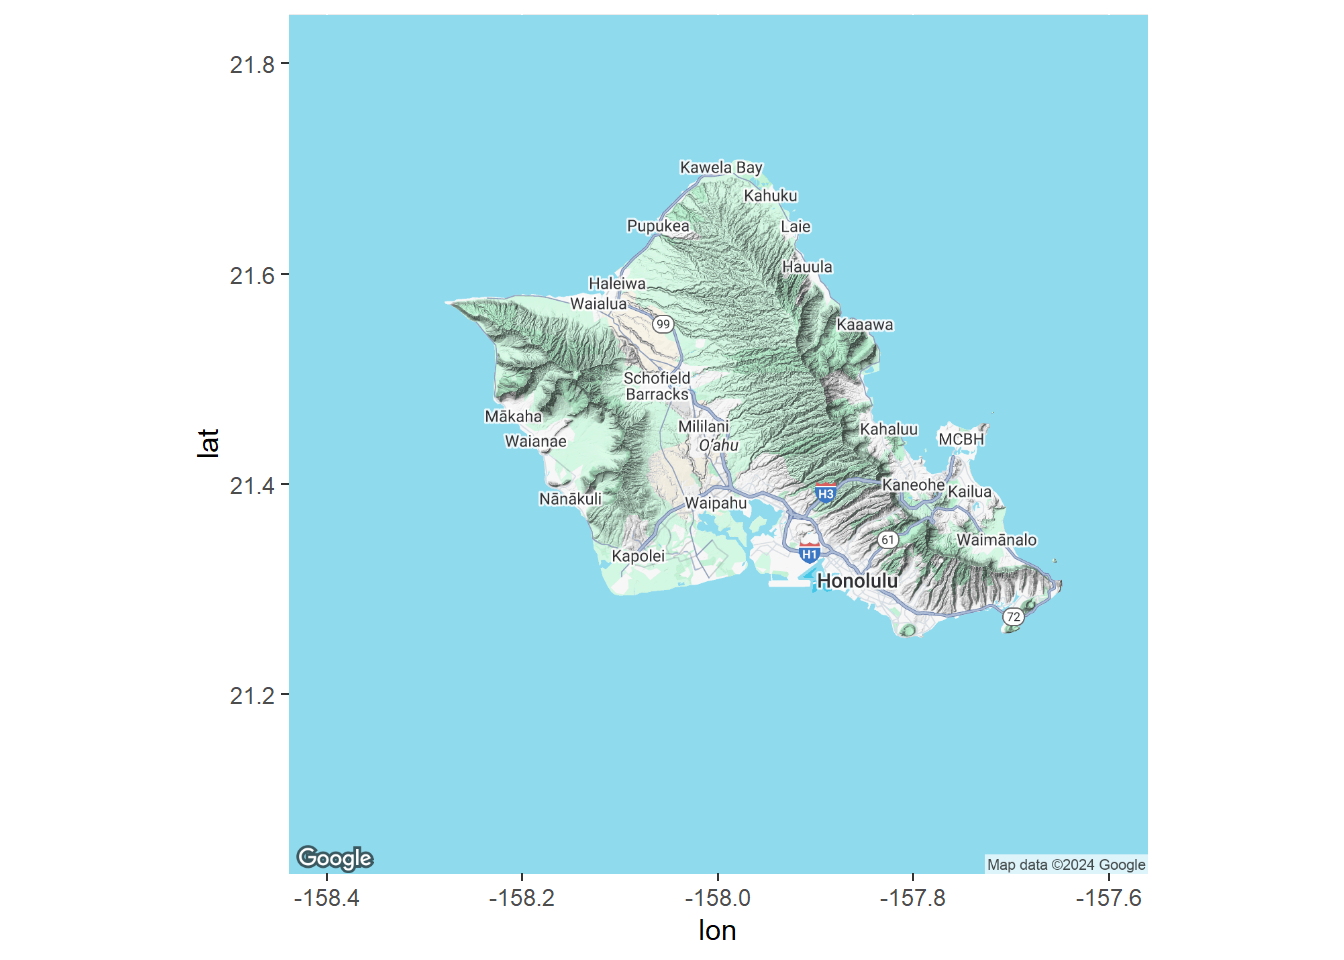 21.8
21.6
21.4
21.2
lat
Kawela Bay
Kahuku
Pupukea
Laie
Hauula
Haleiwa
Waialua
99
Kaaawa
Schofield
Barracks
Mākaha
Mililani
Kahaluu
Waianae
O'ahu
MCBH
Nānākuli
Waipahu
H3
Kaneohe
Kailua
61
Waimānalo
Kapolei
H1
Honolulu
72
Google
Map data ©2024 Google
-158.4
-158.2
-158.0
-157.8
-157.6
lon